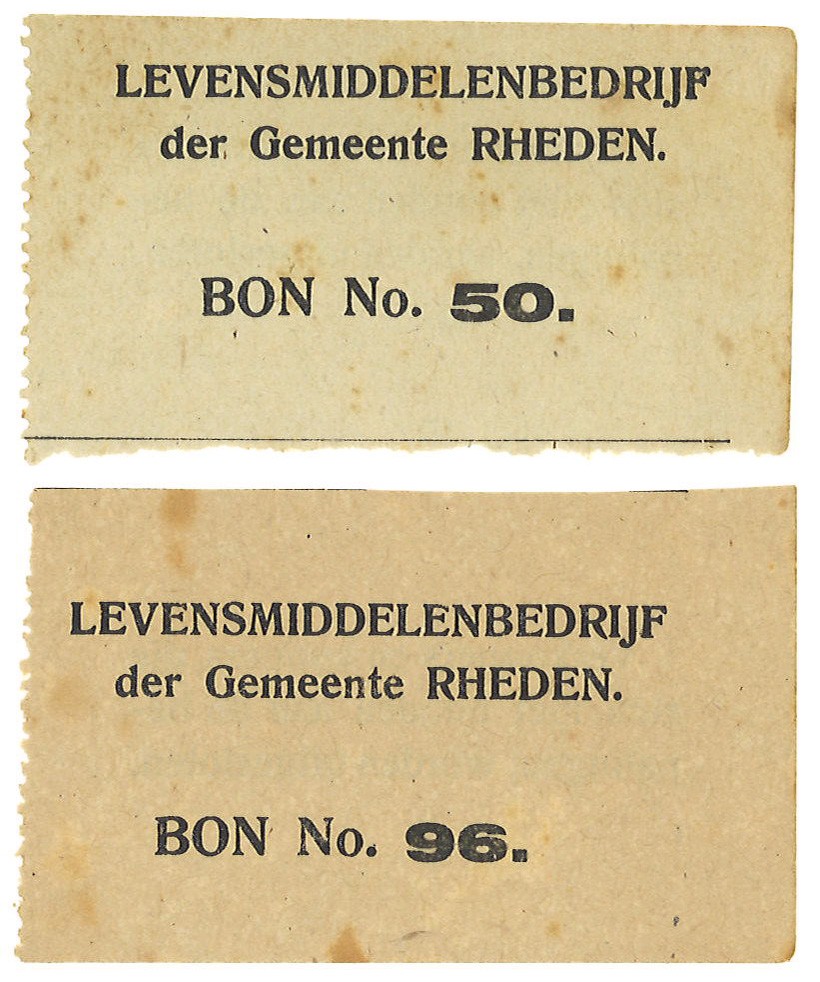 LEVENSMIDDELENBEDRIJF
der Gemeente RHEDEN.
BON No. 50.
LEVENSMIDDELENBEDRIJF
der Gemeente RHEDEN.
BON No. 96.